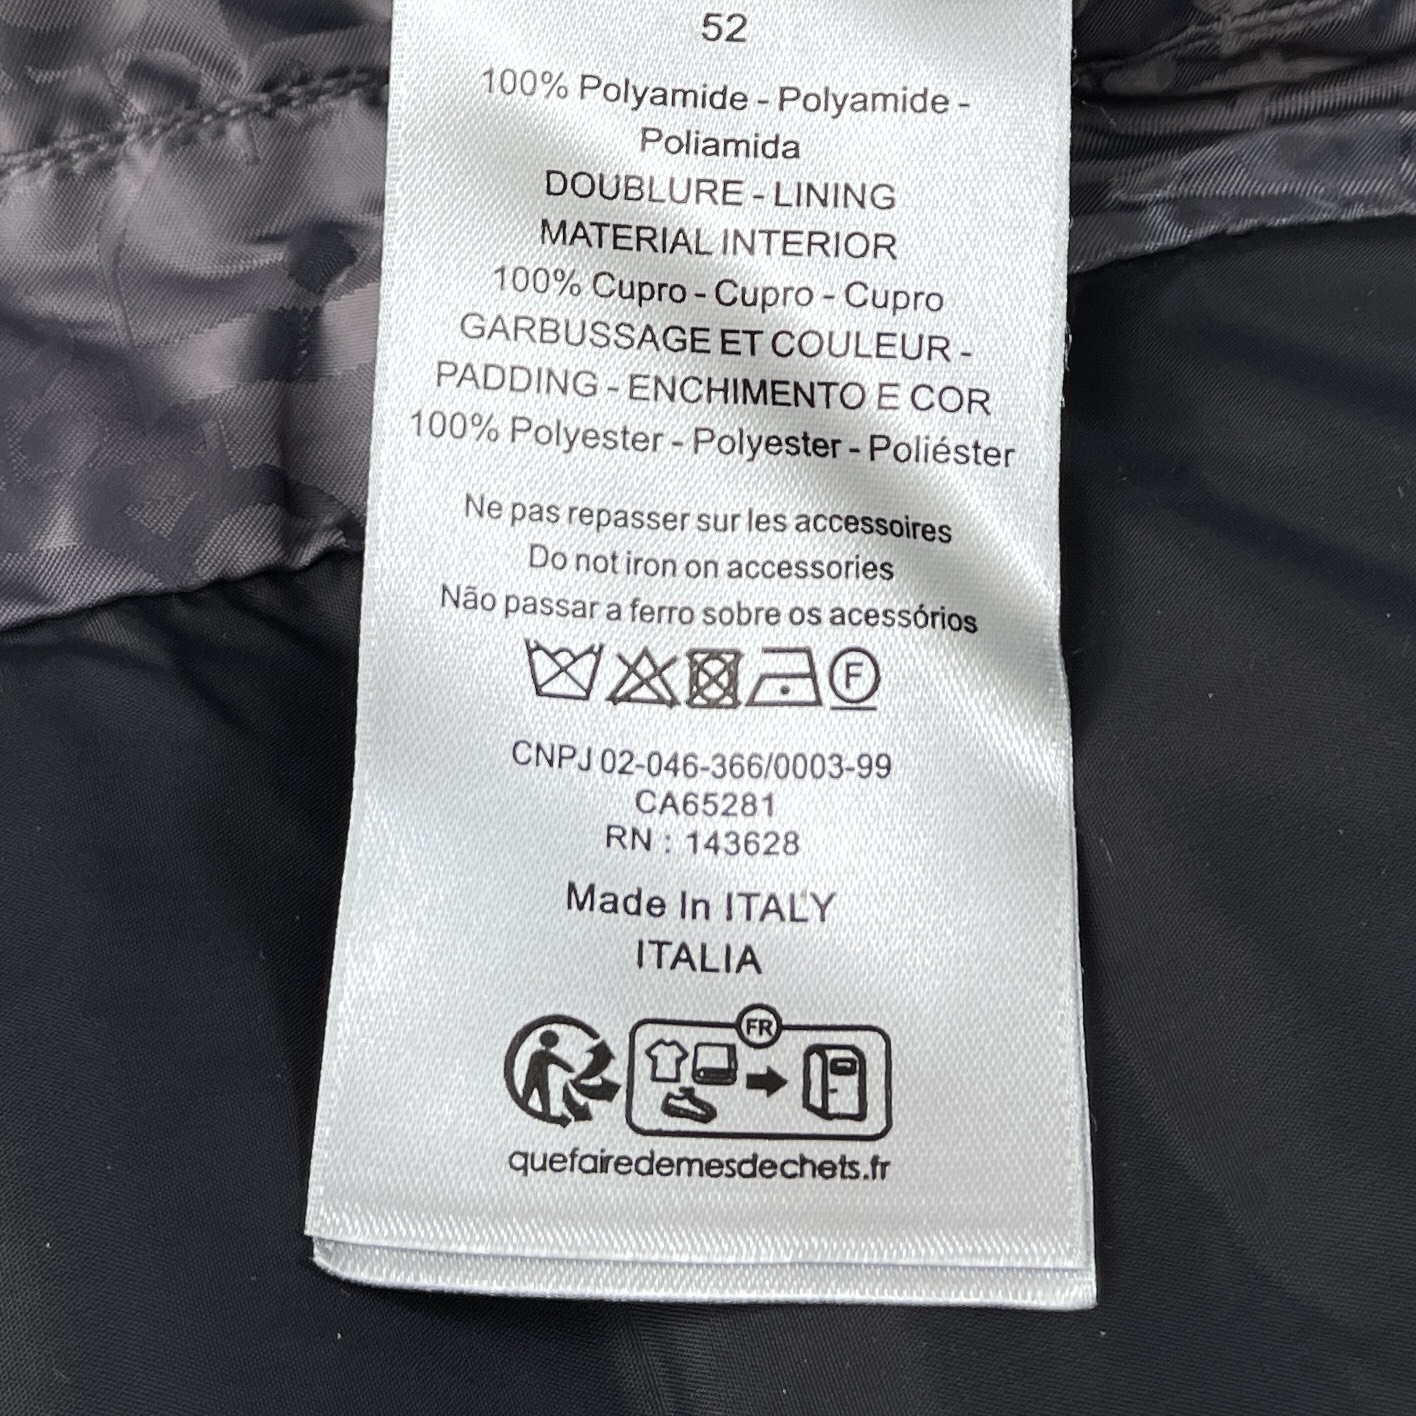 52
100% Polyamide - Polyamide -
Poliamida
DOUBLURE - LINING
MATERIAL INTERIOR
100% Cupro - Cupro - Cupro
GARBUSSAGE ET COULEUR -
PADDING - ENCHIMENTO E COR
100% Polyester - Polyester - Poliéster
Ne pas repasser sur les accessoires
Do not iron on accessories
Não passar a ferro sobre os acessórios
F
CNPJ 02-046-366/0003-99
CA65281
RN : 143628
Made In ITALY
ITALIA
FR
quefairedemesdechets.fr